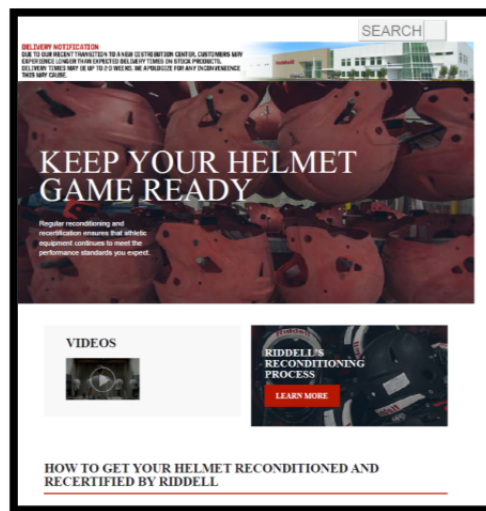 SEARCH
DELIVERY NOTIFICATION
DUE TO OUR RECENT TRANSITION TO A NEW DISTRIBUTION CENTER, CUSTOMERS MAY
EXPERIENCE LONGER THAN EXPECTED DELIVERY TIMES ON STOCK PRODUCTS.
DELIVERY TIMES MAY BE UP TO 2-3 WEEKS. WE APOLOGIZE FOR ANY INCONVENIENCE
THIS MAY CAUSE.
KEEP YOUR HELMET
GAME READY
Regular reconditioning and
recertification ensures that athletic
equipment continues to meet the
performance standards you expect.
VIDEOS
RIDDELL'S
RECONDITIONING
PROCESS
LEARN MORE
HOW TO GET YOUR HELMET RECONDITIONED AND
RECERTIFIED BY RIDDELL